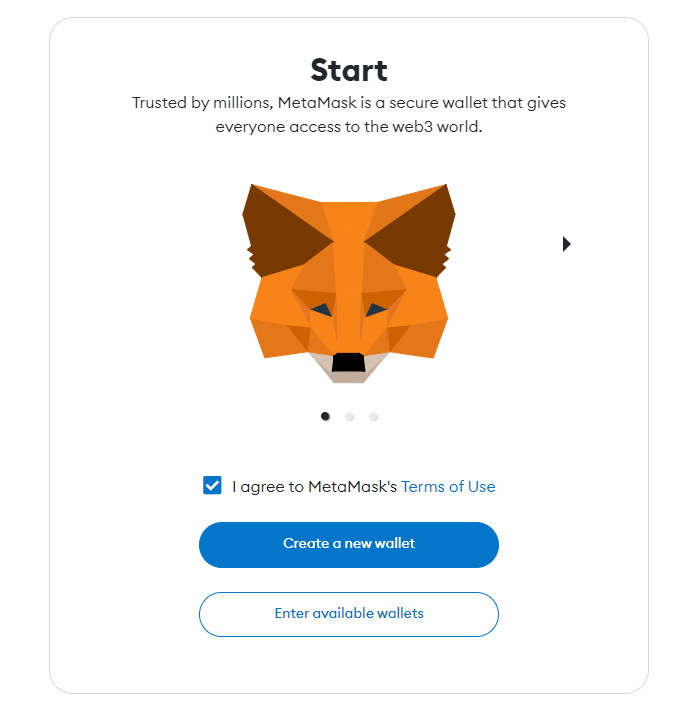 Start
Trusted by millions, MetaMask is a secure wallet that gives
everyone access to the web3 world.
I agree to MetaMask's Terms of Use
Create a new wallet
Enter available wallets